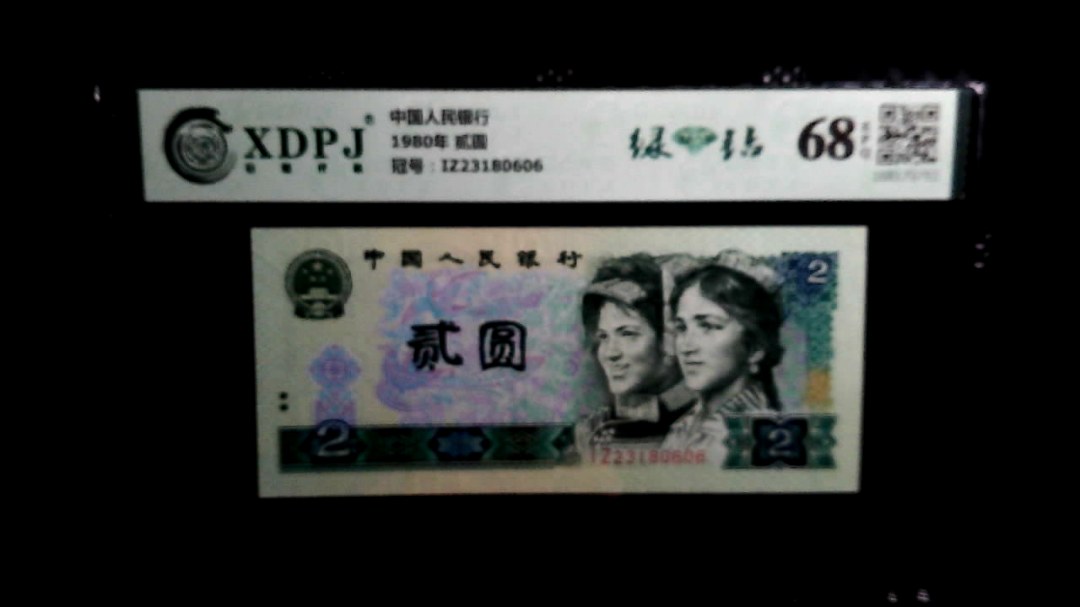 XDPJ®
中国人民银行
1980年 贰圆
冠号：IZ23180606
绿 钻
68
中国人民银行
2
贰圆
2
2
IZ23180606